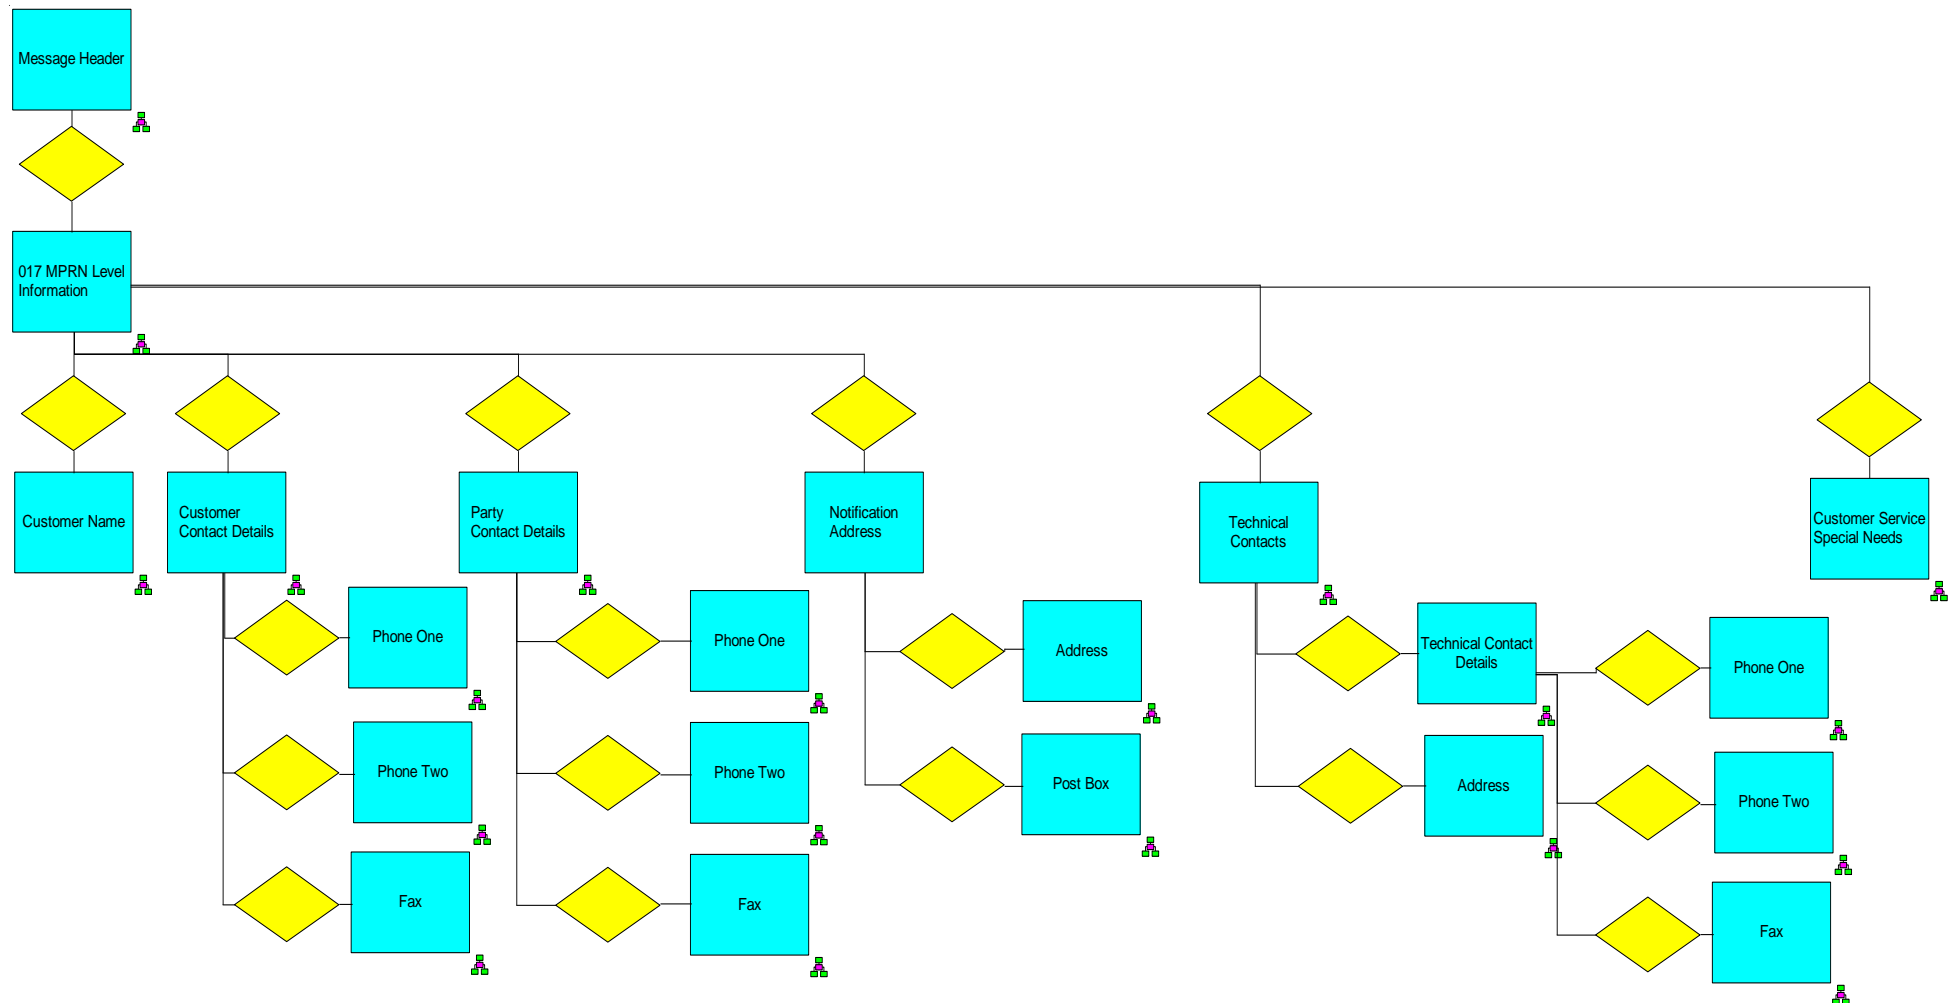 Message Header
017 MPRN Level
Information
Customer Name
Customer
Contact Details
Party
Contact Details
Notification
Address
Technical
Contacts
Customer Service
Special Needs
Phone One
Phone Two
Fax
Phone One
Phone Two
Fax
Address
Post Box
Technical Contact
Details
Address
Phone One
Phone Two
Fax